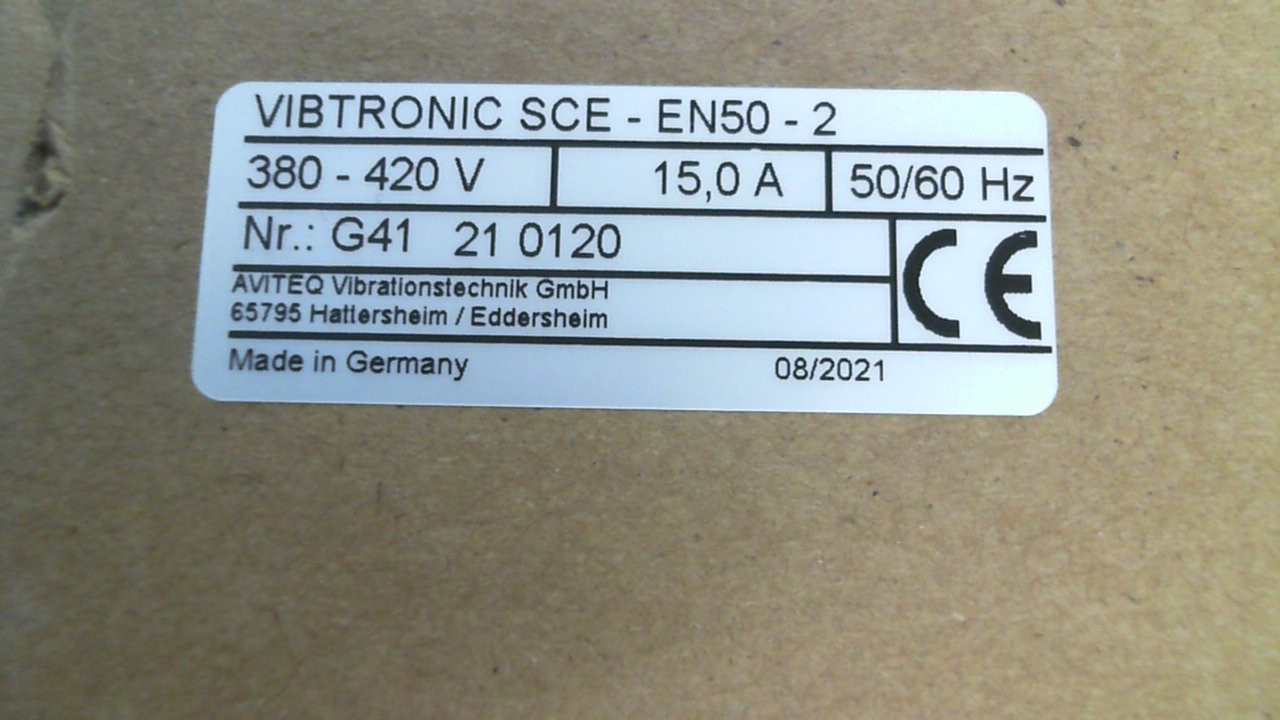 VIBTRONIC SCE - EN50 - 2
380 - 420 V 15,0 A 50/60 Hz
Nr.: G41 21 0120
CE
AVITEQ Vibrationstechnik GmbH
65795 Hattersheim / Eddersheim
Made in Germany 08/2021